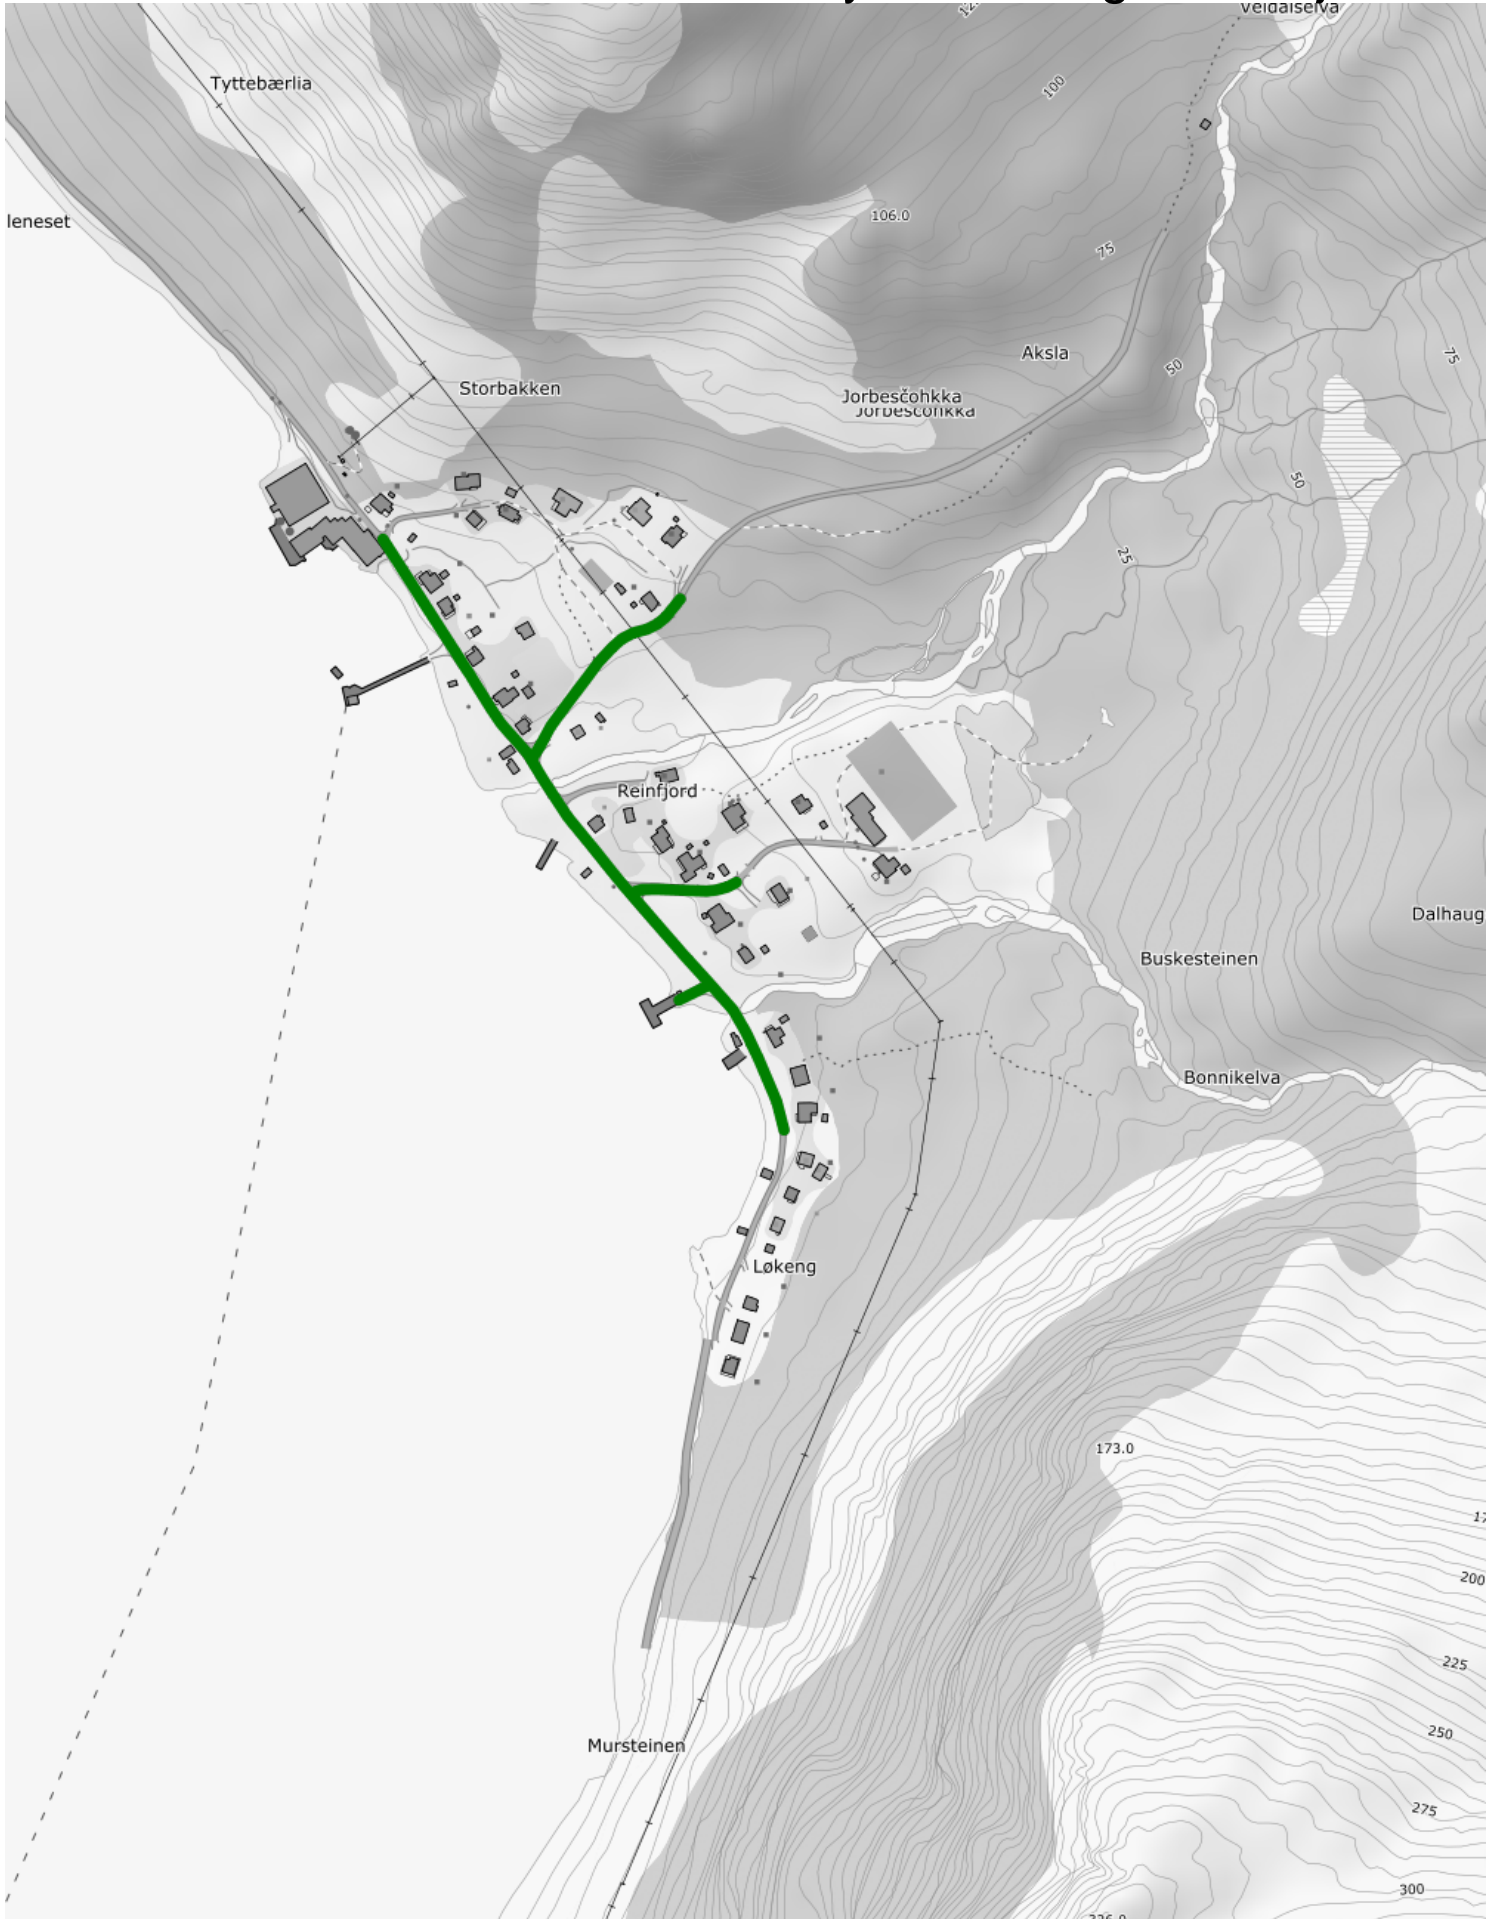 Veidalselva
Tyttebærlia
100
leneset
106.0
75
Aksla
75
50
Storbakken
Jorbesčohkka
Jorbesčohkka
50
25
Reinfjord
Dalhaug
Buskesteinen
Bonnikelva
Løkeng
173.0
200
225
250
Mursteinen
275
300